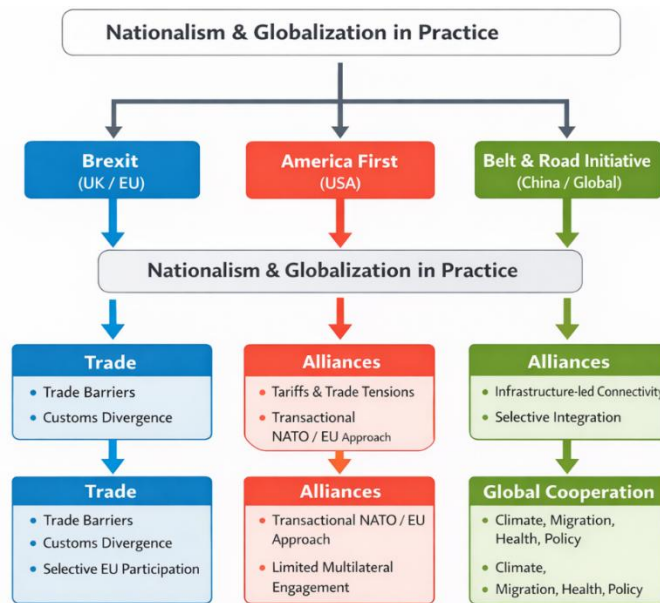 Nationalism & Globalization in Practice
Brexit
(UK / EU)
America First
(USA)
Belt & Road Initiative
(China / Global)
Nationalism & Globalization in Practice
Trade
• Trade Barriers
• Customs Divergence
Alliances
• Tariffs & Trade Tensions
• Transactional
NATO / EU Approach
Alliances
• Infrastructure-led Connectivity
• Selective Integration
Trade
• Trade Barriers
• Customs Divergence
• Selective EU Participation
Alliances
• Transactional NATO / EU
Approach
• Limited Multilateral
Engagement
Global Cooperation
• Climate, Migration,
Health, Policy
• Climate,
• Migration, Health, Policy